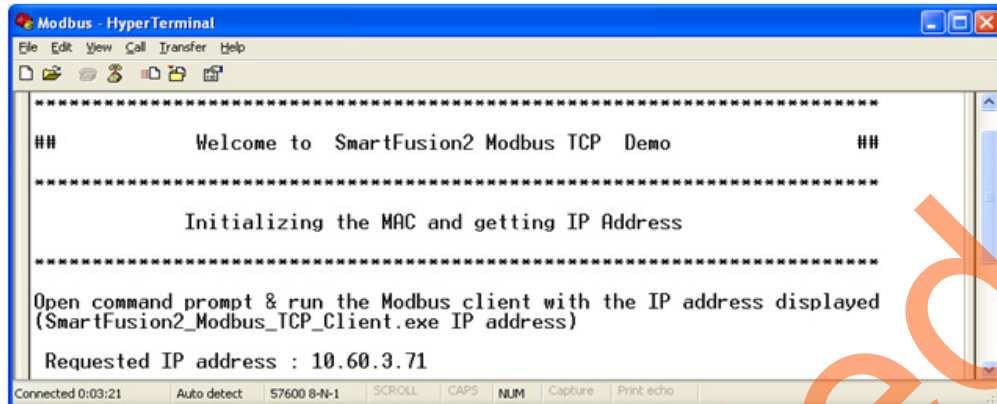 Modbus - HyperTerminal
File Edit View Call Transfer Help
************************************************************************
## Welcome to SmartFusion2 Modbus TCP Demo ##
************************************************************************
Initializing the MAC and getting IP Address
************************************************************************
Open command prompt & run the Modbus client with the IP address displayed
(SmartFusion2_Modbus_TCP_Client.exe IP address)
Requested IP address : 10.60.3.71
Connected 0:03:21 Auto detect 57600 8-N-1 SCROLL CAPS NUM Capture Print echo